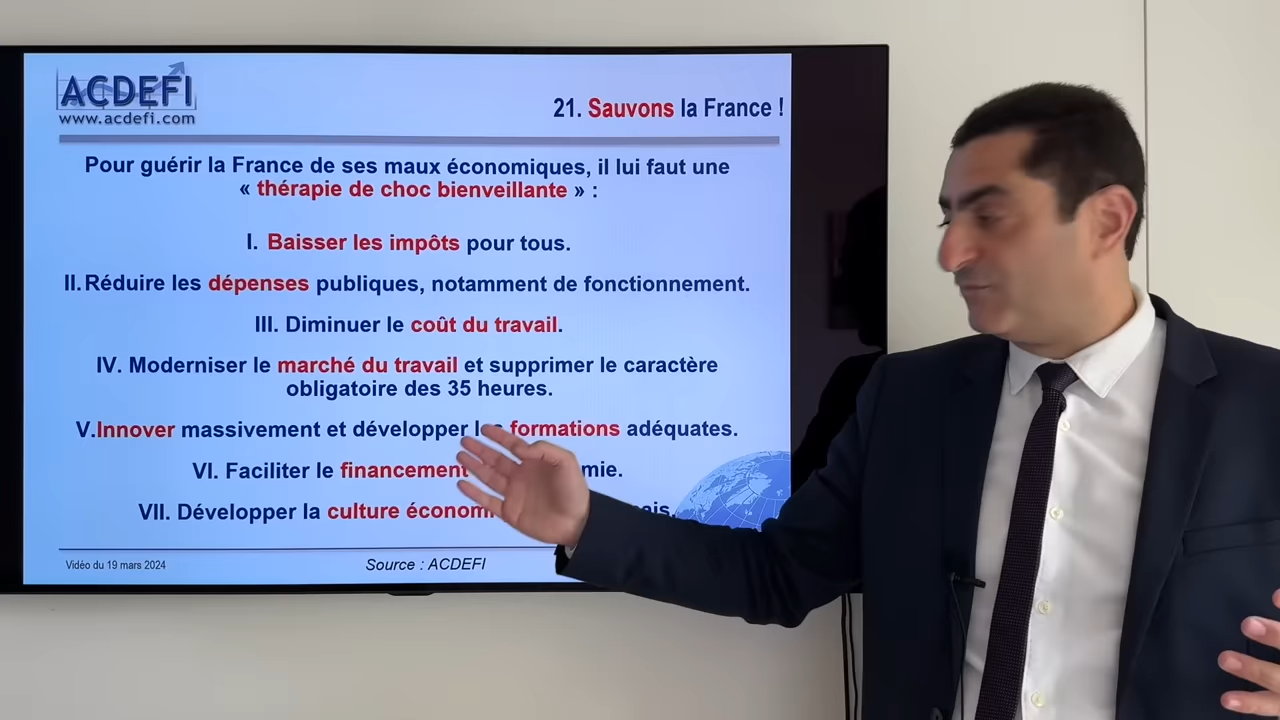 ACDEFI
www.acdefi.com
21. Sauvons la France !
Pour guérir la France de ses maux économiques, il lui faut une
« thérapie de choc bienveillante » :
I. Baisser les impôts pour tous.
II. Réduire les dépenses publiques, notamment de fonctionnement.
III. Diminuer le coût du travail.
IV. Moderniser le marché du travail et supprimer le caractère
obligatoire des 35 heures.
V. Innover massivement et développer formations adéquates.
VI. Faciliter le financement
VII. Développer la culture
Vidéo du 19 mars 2024
Source : ACDEFI